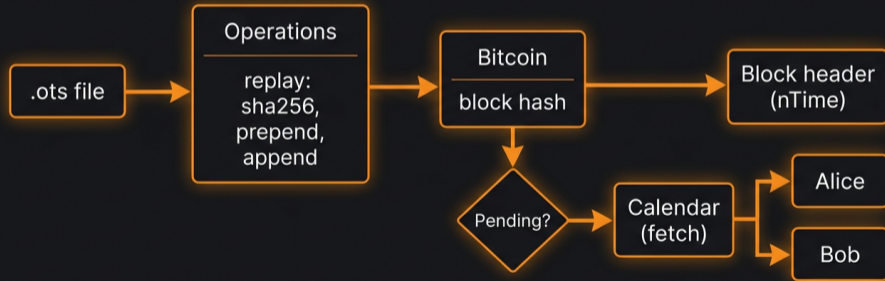 .ots file
Operations
replay:
sha256,
prepend,
append
Bitcoin
block hash
Block header
(nTime)
Pending?
Calendar
(fetch)
Alice
Bob